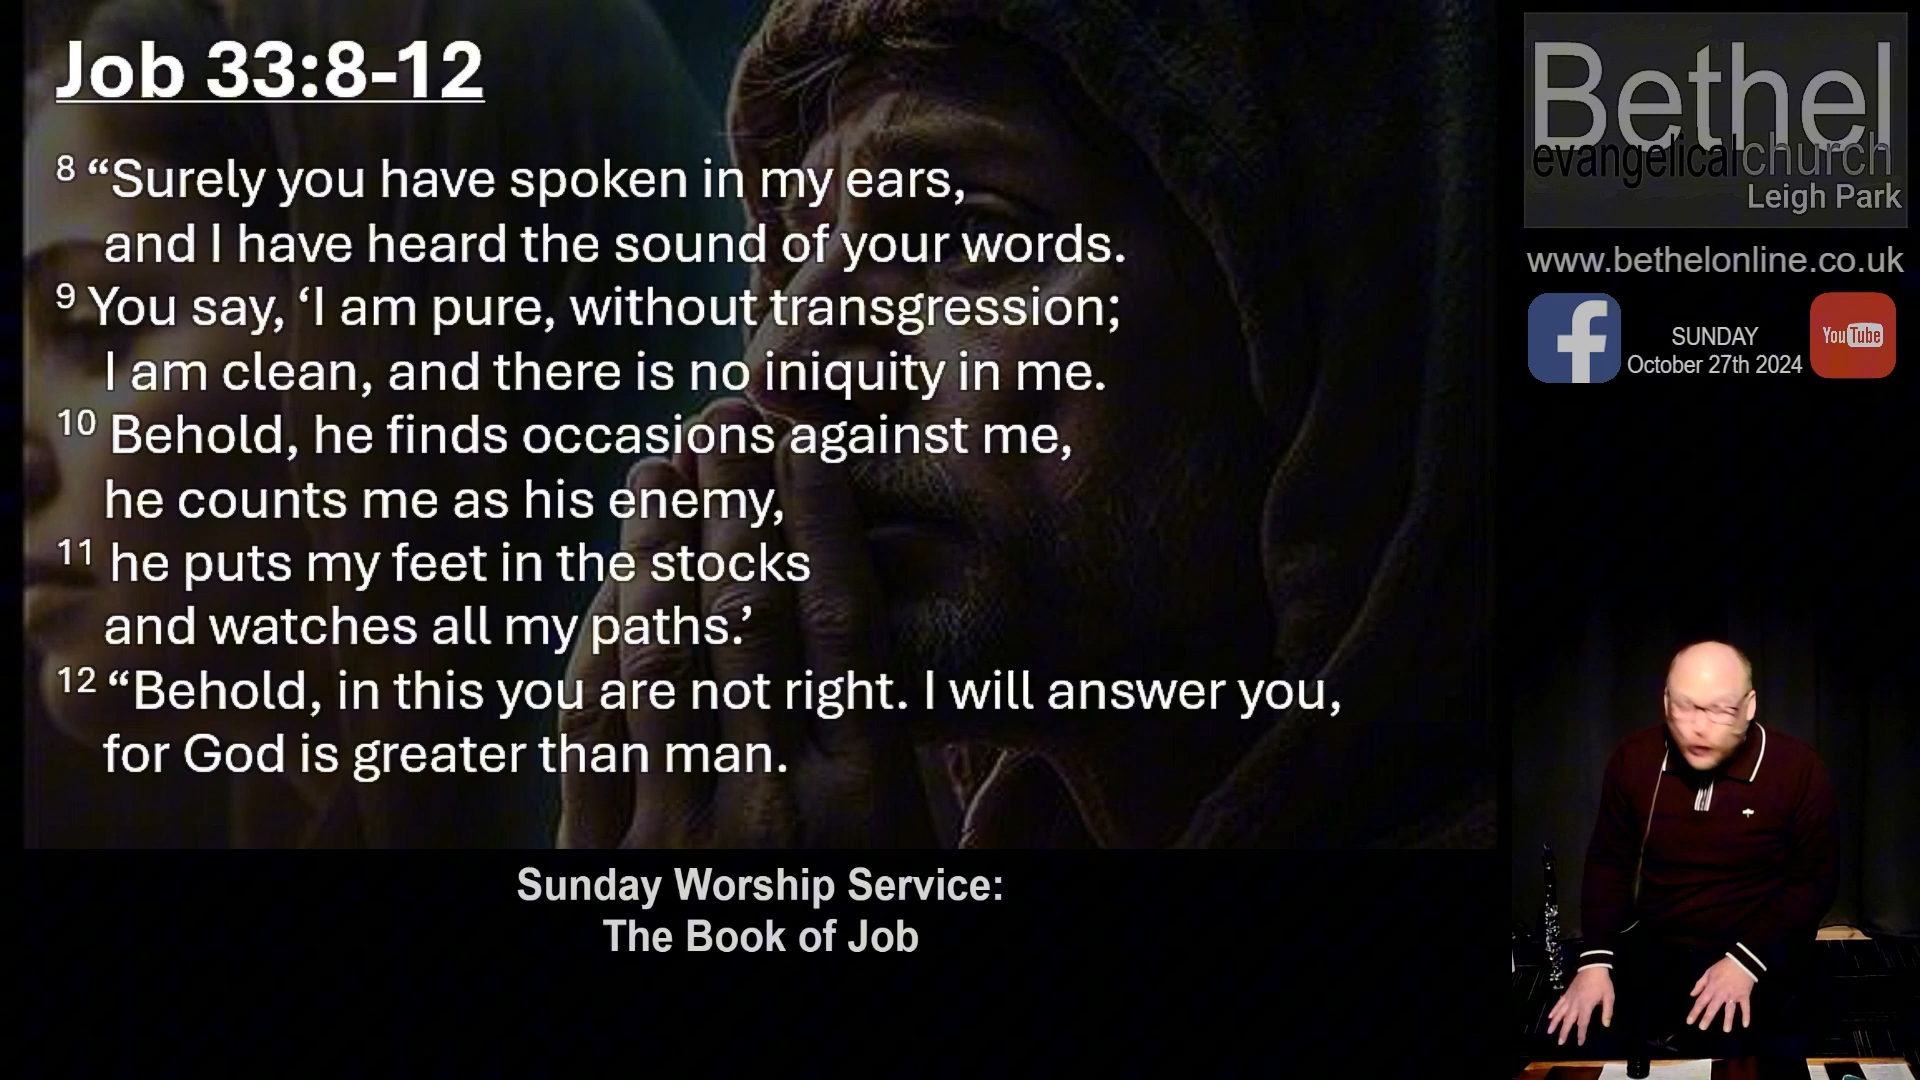 Job 33:8-12
8 “Surely you have spoken in my ears,
and I have heard the sound of your words.
9 You say, ‘I am pure, without transgression;
I am clean, and there is no iniquity in me.
10 Behold, he finds occasions against me,
he counts me as his enemy,
11 he puts my feet in the stocks
and watches all my paths.’
12 “Behold, in this you are not right. I will answer you,
for God is greater than man.
Sunday Worship Service:
The Book of Job
Bethel
evangelicalchurch
Leigh Park
www.bethelonline.co.uk
f
SUNDAY
October 27th 2024
YouTube